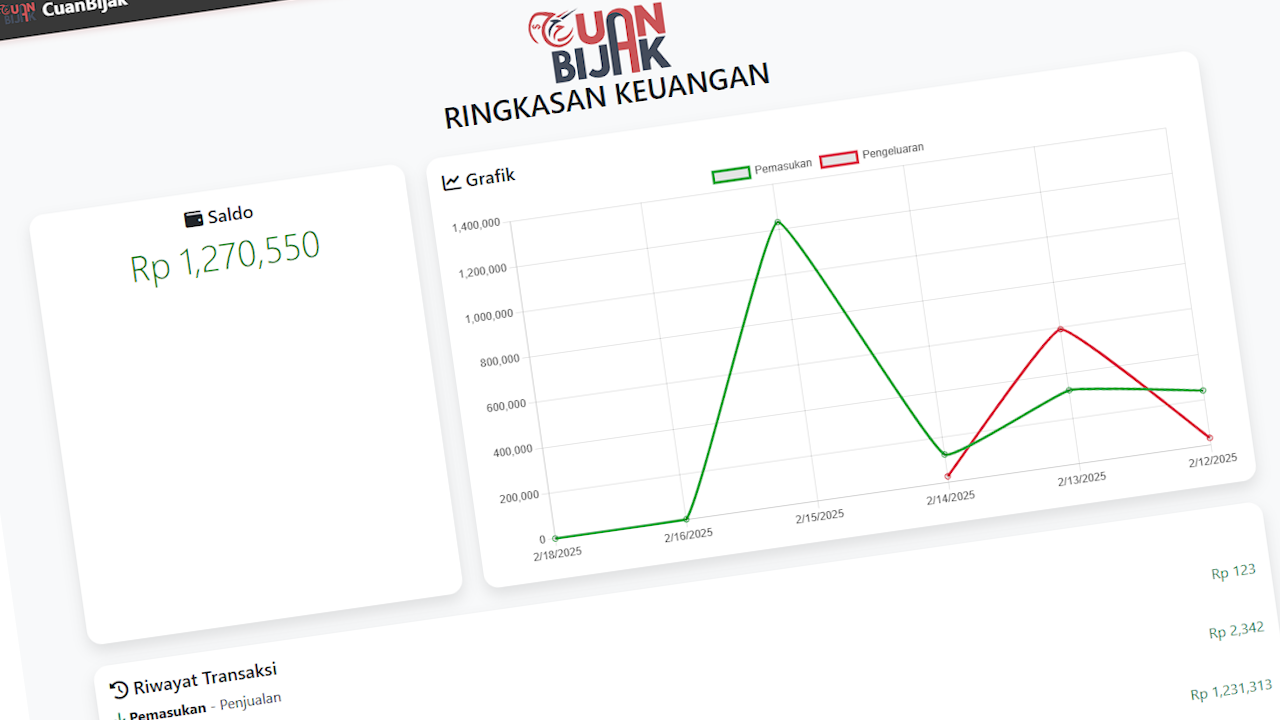 CUAN
BIJAK
CuanBijak
CUAN
BIJAK
RINGKASAN KEUANGAN
Saldo
Rp 1,270,550
Grafik
Pemasukan
Pengeluaran
1,400,000
1,200,000
1,000,000
800,000
600,000
400,000
200,000
0
2/18/2025
2/16/2025
2/15/2025
2/14/2025
2/13/2025
2/12/2025
Riwayat Transaksi
Pemasukan - Penjualan
Rp 123
Rp 2,342
Rp 1,231,313